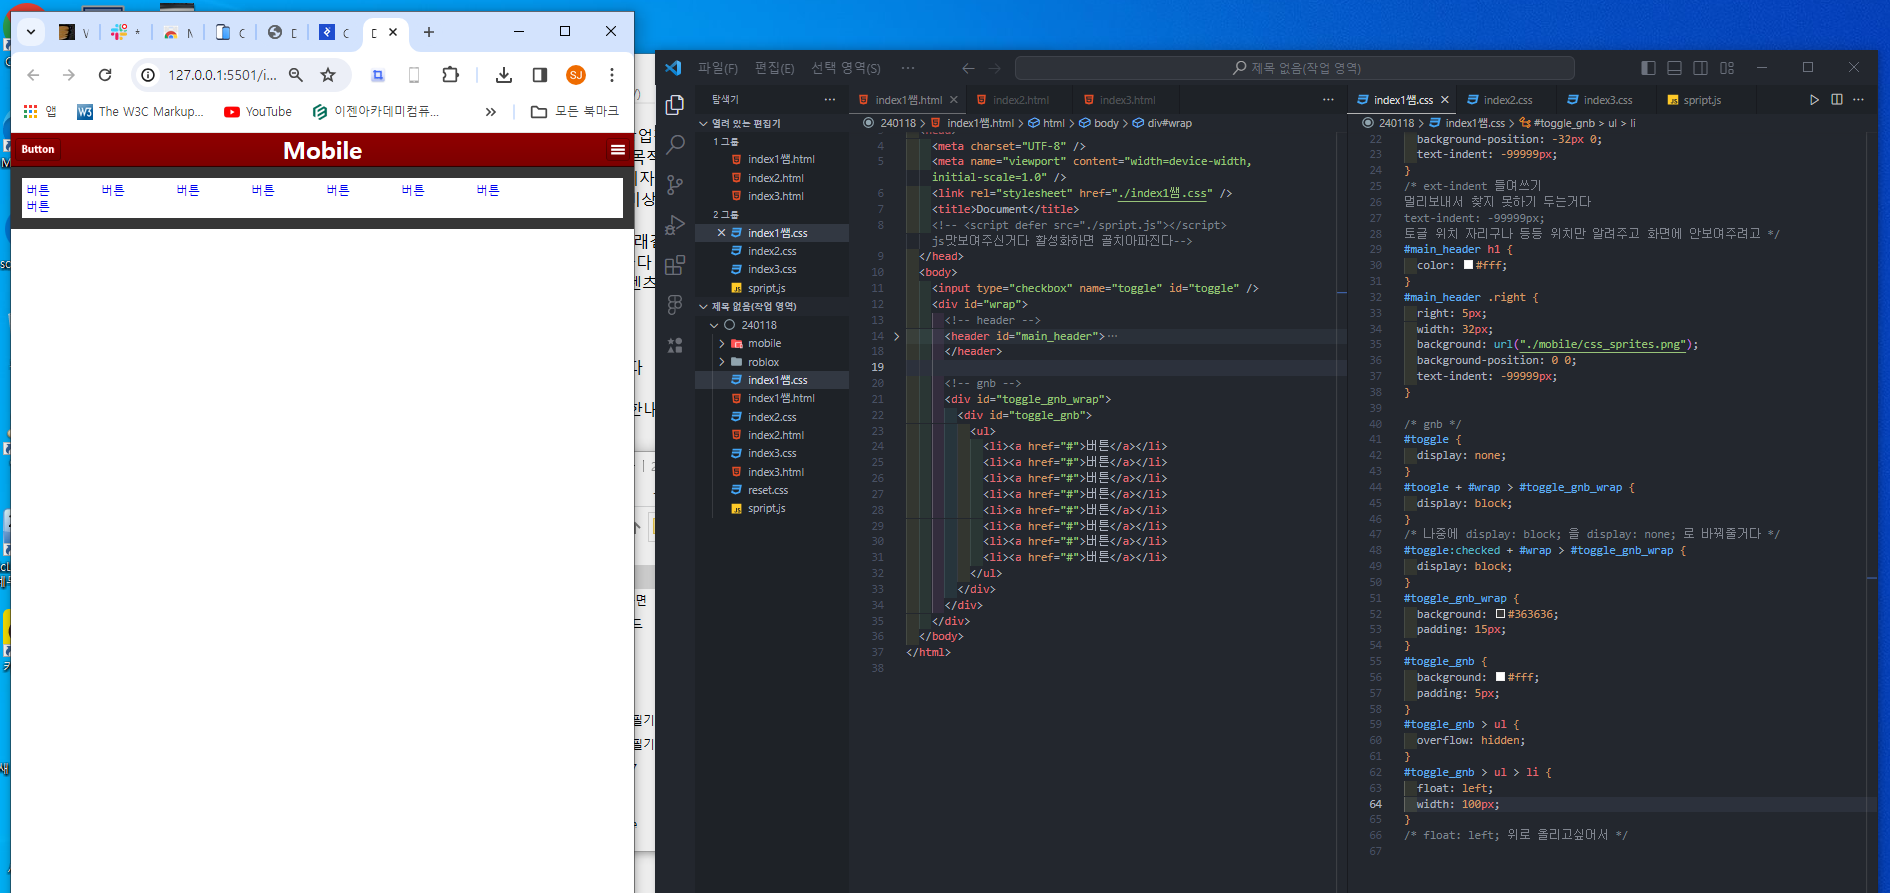 127.0.0.1:5501/i...
SJ
앱
The W3C Markup...
YouTube
이젠아카데미컴퓨...
모든 북마크
Button
Mobile
버튼 버튼 버튼 버튼 버튼 버튼 버튼
버튼
파일(F) 편집(E) 선택 영역(S) ···
제목 없음(작업 영역)
탐색기
열려 있는 편집기
1 그룹
index1쌤.html
index2.html
index3.html
2 그룹
index1쌤.css
index2.css
index3.css
spript.js
제목 없음(작업 영역)
240118
mobile
roblox
index1쌤.css
index1쌤.html
index2.css
index2.html
index3.css
index3.html
reset.css
spript.js
index1쌤.html index2.html index3.html
240118 > index1쌤.html > html > body > div#wrap
4 <meta charset="UTF-8" />
5 <meta name="viewport" content="width=device-width,
initial-scale=1.0" />
6 <link rel="stylesheet" href="./index1쌤.css" />
7 <title>Document</title>
8 <!-- <script defer src="./spript.js"></script>
js맛보여주신거다 활성화하면 골치아파진다-->
9 </head>
10 <body>
11 <input type="checkbox" name="toggle" id="toggle" />
12 <div id="wrap">
13 <!-- header -->
14 <header id="main_header">···
18 </header>
19
20 <!-- gnb -->
21 <div id="toggle_gnb_wrap">
22 <div id="toggle_gnb">
23 <ul>
24 <li><a href="#">버튼</a></li>
25 <li><a href="#">버튼</a></li>
26 <li><a href="#">버튼</a></li>
27 <li><a href="#">버튼</a></li>
28 <li><a href="#">버튼</a></li>
29 <li><a href="#">버튼</a></li>
30 <li><a href="#">버튼</a></li>
31 <li><a href="#">버튼</a></li>
32 </ul>
33 </div>
34 </div>
35 </div>
36 </body>
37 </html>
38
index1쌤.css index2.css index3.css spript.js
240118 > index1쌤.css > #toggle_gnb > ul > li
22 background-position: -32px 0;
23 text-indent: -99999px;
24 }
25 /* ext-indent 들여쓰기
26 멀리보내서 찾지 못하기 두는거다
27 text-indent: -99999px;
28 토글 위치 자리구나 등등 위치만 알려주고 화면에 안보여주려고 */
29 #main_header h1 {
30 color: #fff;
31 }
32 #main_header .right {
33 right: 5px;
34 width: 32px;
35 background: url("./mobile/css_sprites.png");
36 background-position: 0 0;
37 text-indent: -99999px;
38 }
39
40 /* gnb */
41 #toggle {
42 display: none;
43 }
44 #toogle + #wrap > #toggle_gnb_wrap {
45 display: block;
46 }
47 /* 나중에 display: block; 을 display: none; 로 바꿔줄거다 */
48 #toggle:checked + #wrap > #toggle_gnb_wrap {
49 display: block;
50 }
51 #toggle_gnb_wrap {
52 background: #363636;
53 padding: 15px;
54 }
55 #toggle_gnb {
56 background: #fff;
57 padding: 5px;
58 }
59 #toggle_gnb > ul {
60 overflow: hidden;
61 }
62 #toggle_gnb > ul > li {
63 float: left;
64 width: 100px;
65 }
66 /* float: left; 위로 올리고싶어서 */
67